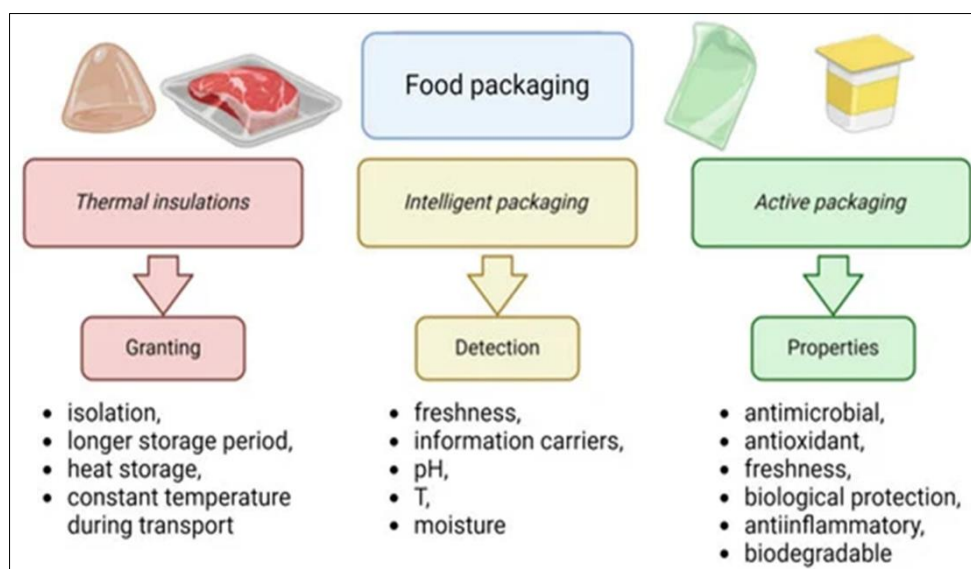 Food packaging
Thermal insulations
Granting
• isolation,
• longer storage period,
• heat storage,
• constant temperature
during transport
Intelligent packaging
Detection
• freshness,
• information carriers,
• pH,
• T,
• moisture
Active packaging
Properties
• antimicrobial,
• antioxidant,
• freshness,
• biological protection,
• antiinflammatory,
• biodegradable